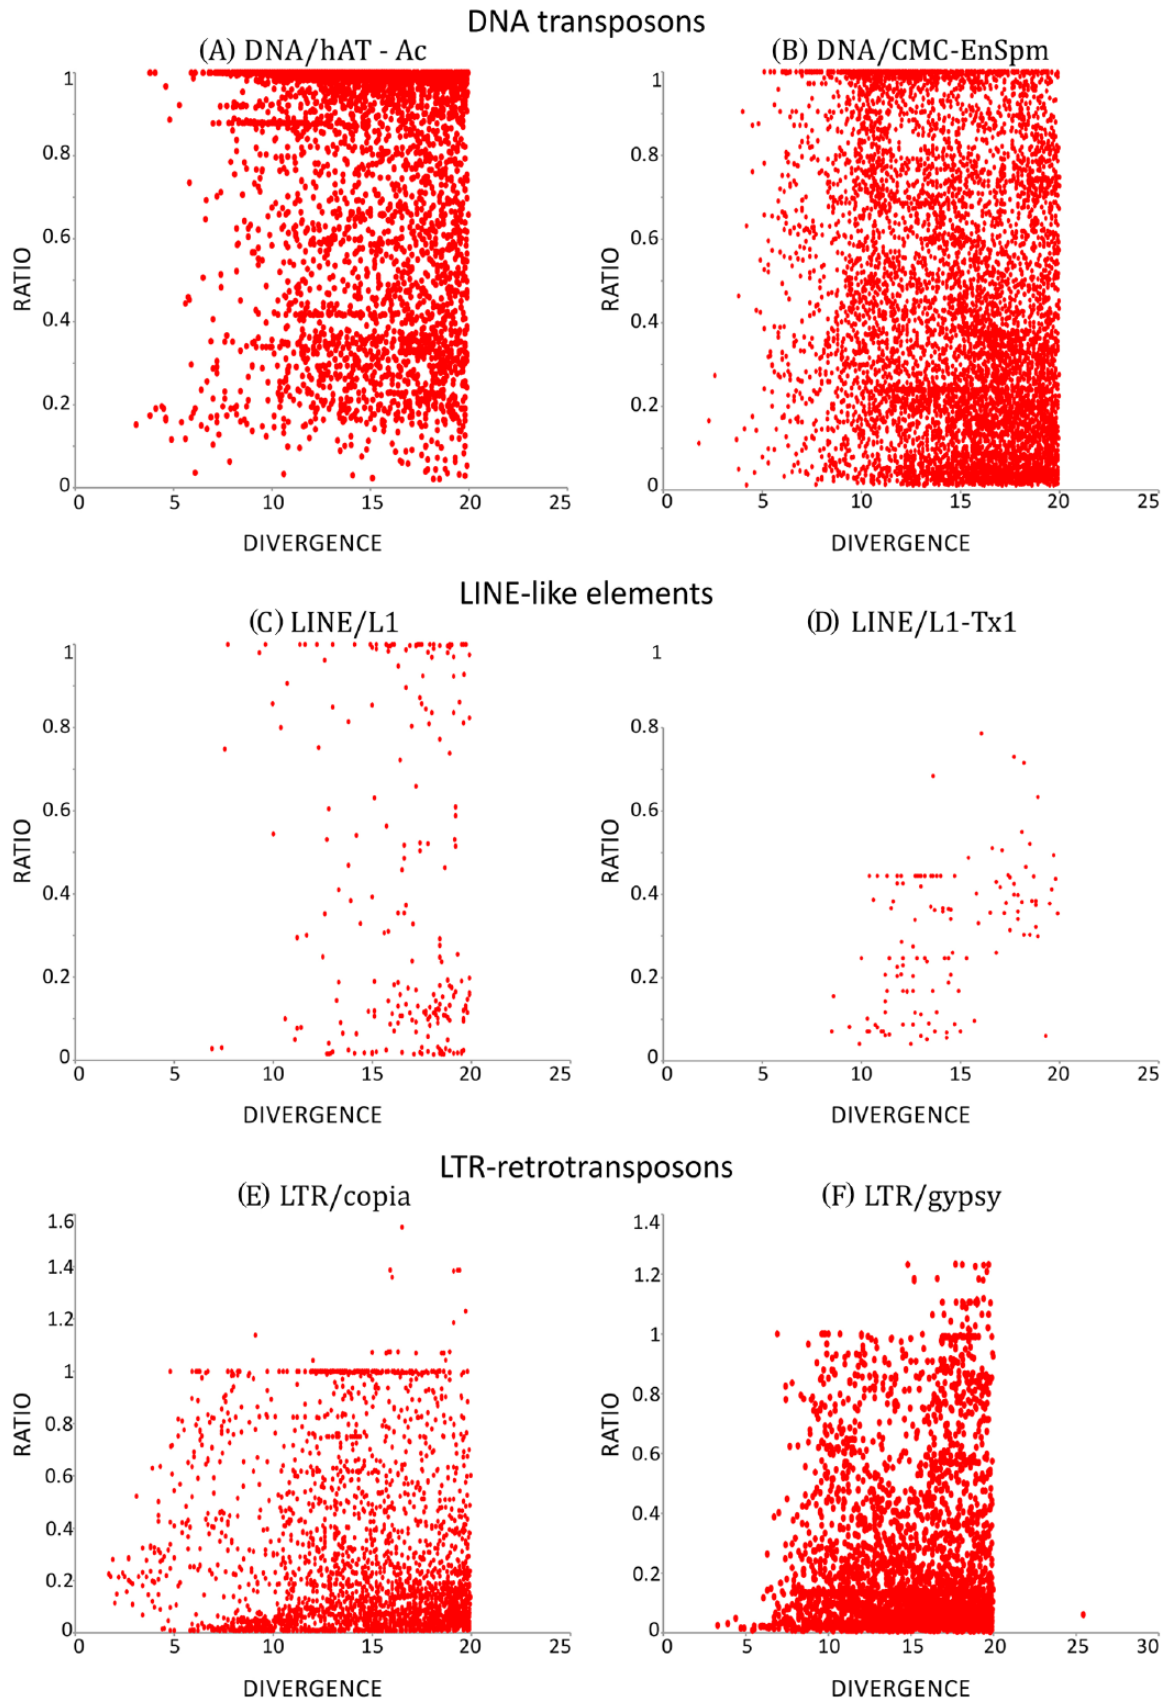 DNA transposons
(A) DNA/hAT - Ac
(B) DNA/CMC-EnSpm
1
0.8
0.6
0.4
0.2
0
RATIO
0 5 10 15 20 25
DIVERGENCE
1
0.8
0.6
0.4
0.2
0
RATIO
0 5 10 15 20 25
DIVERGENCE
LINE-like elements
(C) LINE/L1
(D) LINE/L1-Tx1
1
0.8
0.6
0.4
0.2
0
RATIO
0 5 10 15 20 25
DIVERGENCE
1
0.8
0.6
0.4
0.2
0
RATIO
0 5 10 15 20 25
DIVERGENCE
LTR-retrotransposons
(E) LTR/copia
(F) LTR/gypsy
1.6
1.4
1.2
1
0.8
0.6
0.4
0.2
0
RATIO
0 5 10 15 20 25
DIVERGENCE
1.4
1.2
1
0.8
0.6
0.4
0.2
0
RATIO
0 5 10 15 20 25 30
DIVERGENCE